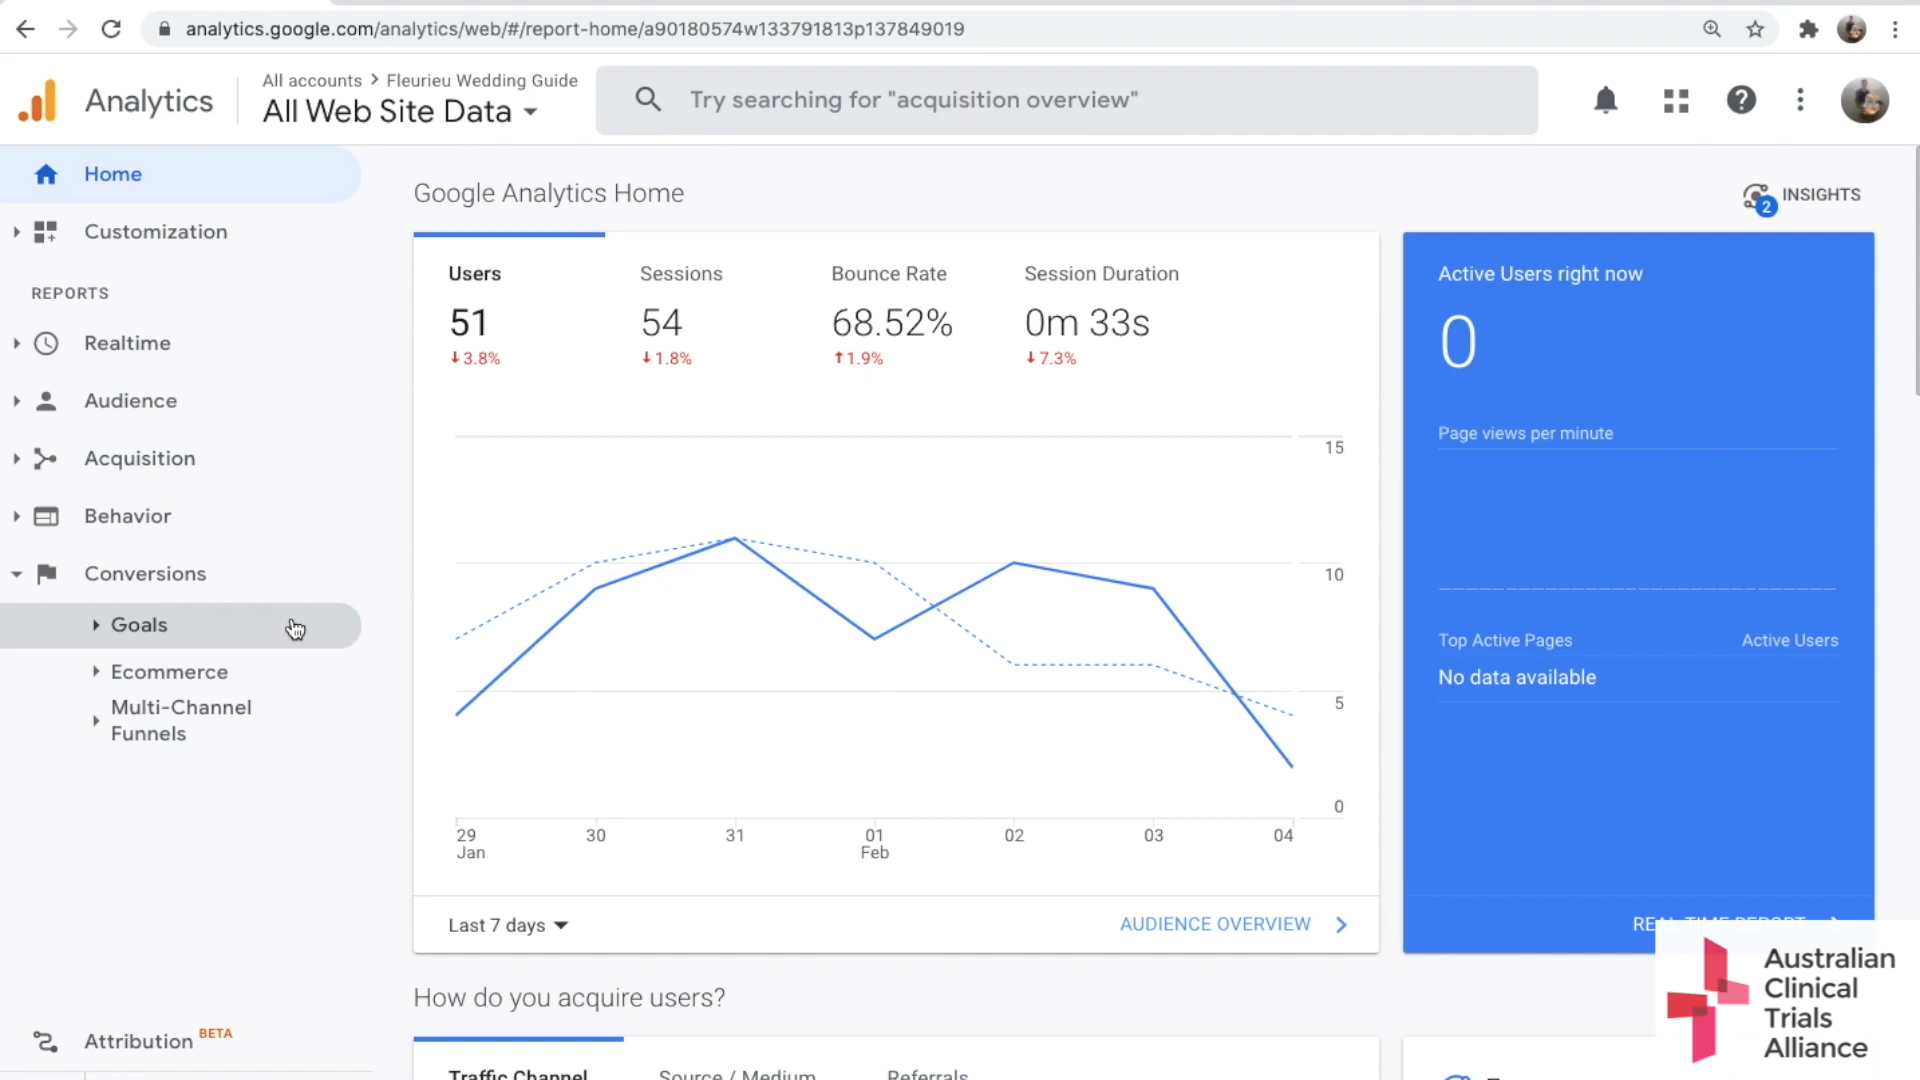 analytics.google.com/analytics/web/#/report-home/a90180574w133791813p137849019
Analytics
All accounts > Fleurieu Wedding Guide
All Web Site Data
Try searching for "acquisition overview"
Home
Customization
REPORTS
Realtime
Audience
Acquisition
Behavior
Conversions
Goals
Ecommerce
Multi-Channel
Funnels
Attribution BETA
Google Analytics Home
2 INSIGHTS
Users Sessions Bounce Rate Session Duration
51 54 68.52% 0m 33s
3.8% 1.8% 1.9% 7.3%
15
10
5
0
29 30 31 01 02 03 04
Jan Feb
Last 7 days
AUDIENCE OVERVIEW
Active Users right now
0
Page views per minute
Top Active Pages Active Users
No data available
REAL-TIME REPORT
How do you acquire users?
Traffic Channel Source / Medium Referrals
Australian
Clinical
Trials
Alliance